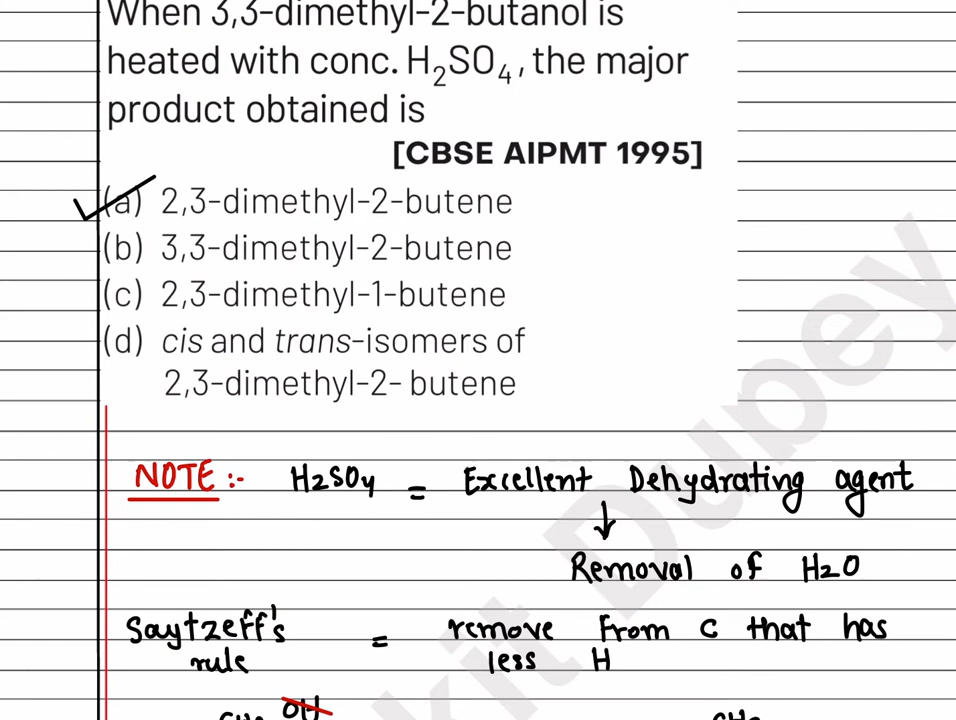 When 3,3-dimethyl-2-butanol is
heated with conc. H₂SO₄, the major
product obtained is
[CBSE AIPMT 1995]
(a) 2,3-dimethyl-2-butene
(b) 3,3-dimethyl-2-butene
(c) 2,3-dimethyl-1-butene
(d) cis and trans-isomers of
2,3-dimethyl-2- butene
NOTE :- H₂SO₄ = Excellent Dehydrating agent
↓
Removal of H₂O
Saytzeff's = remove from C that has
rule less H
OH
kit Dupey